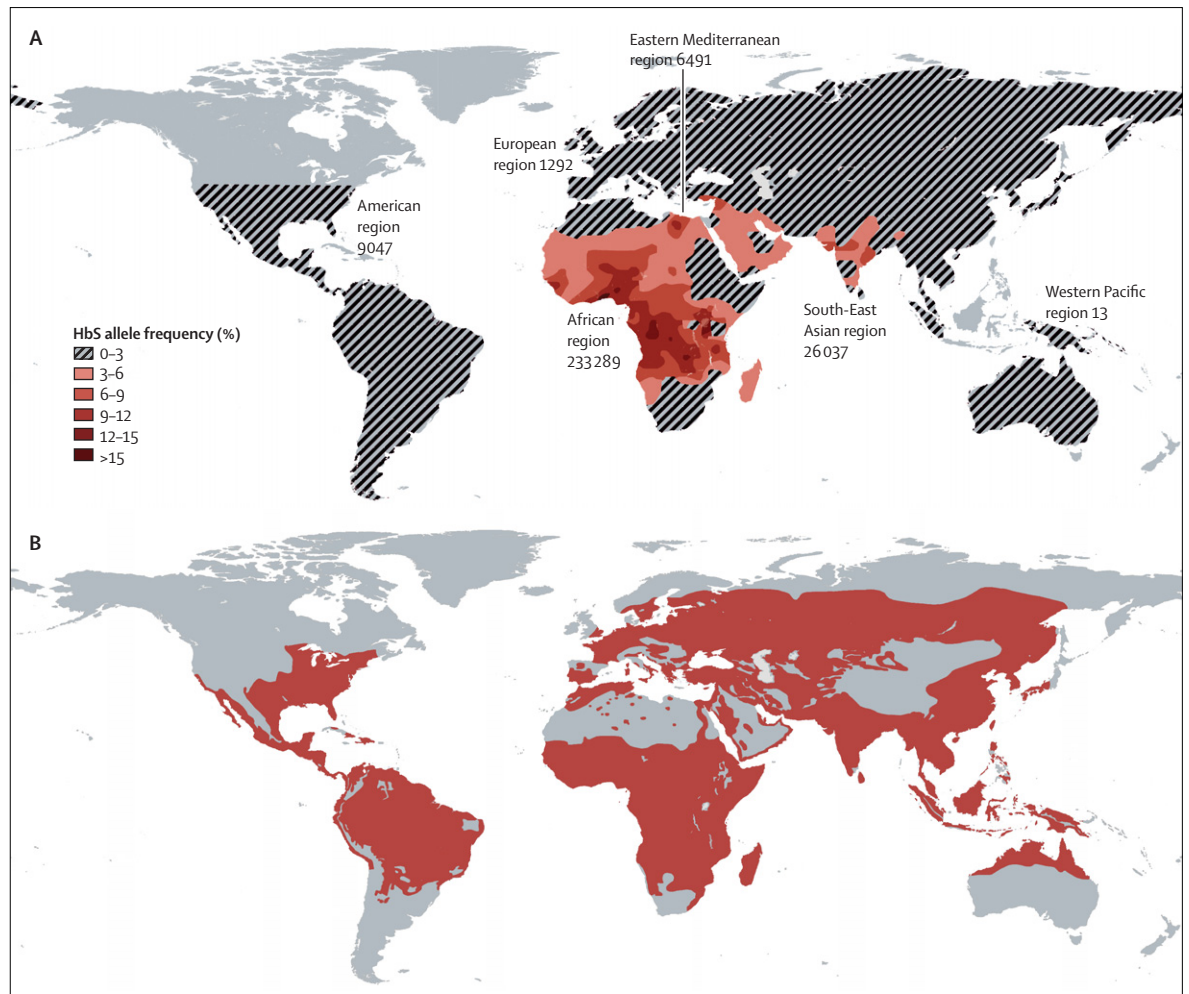 A
Eastern Mediterranean
region 6491
European
region 1292
American
region
9047
HbS allele frequency (%)
0–3
3–6
6–9
9–12
12–15
>15
African
region
233 289
South-East
Asian region
26 037
Western Pacific
region 13
B